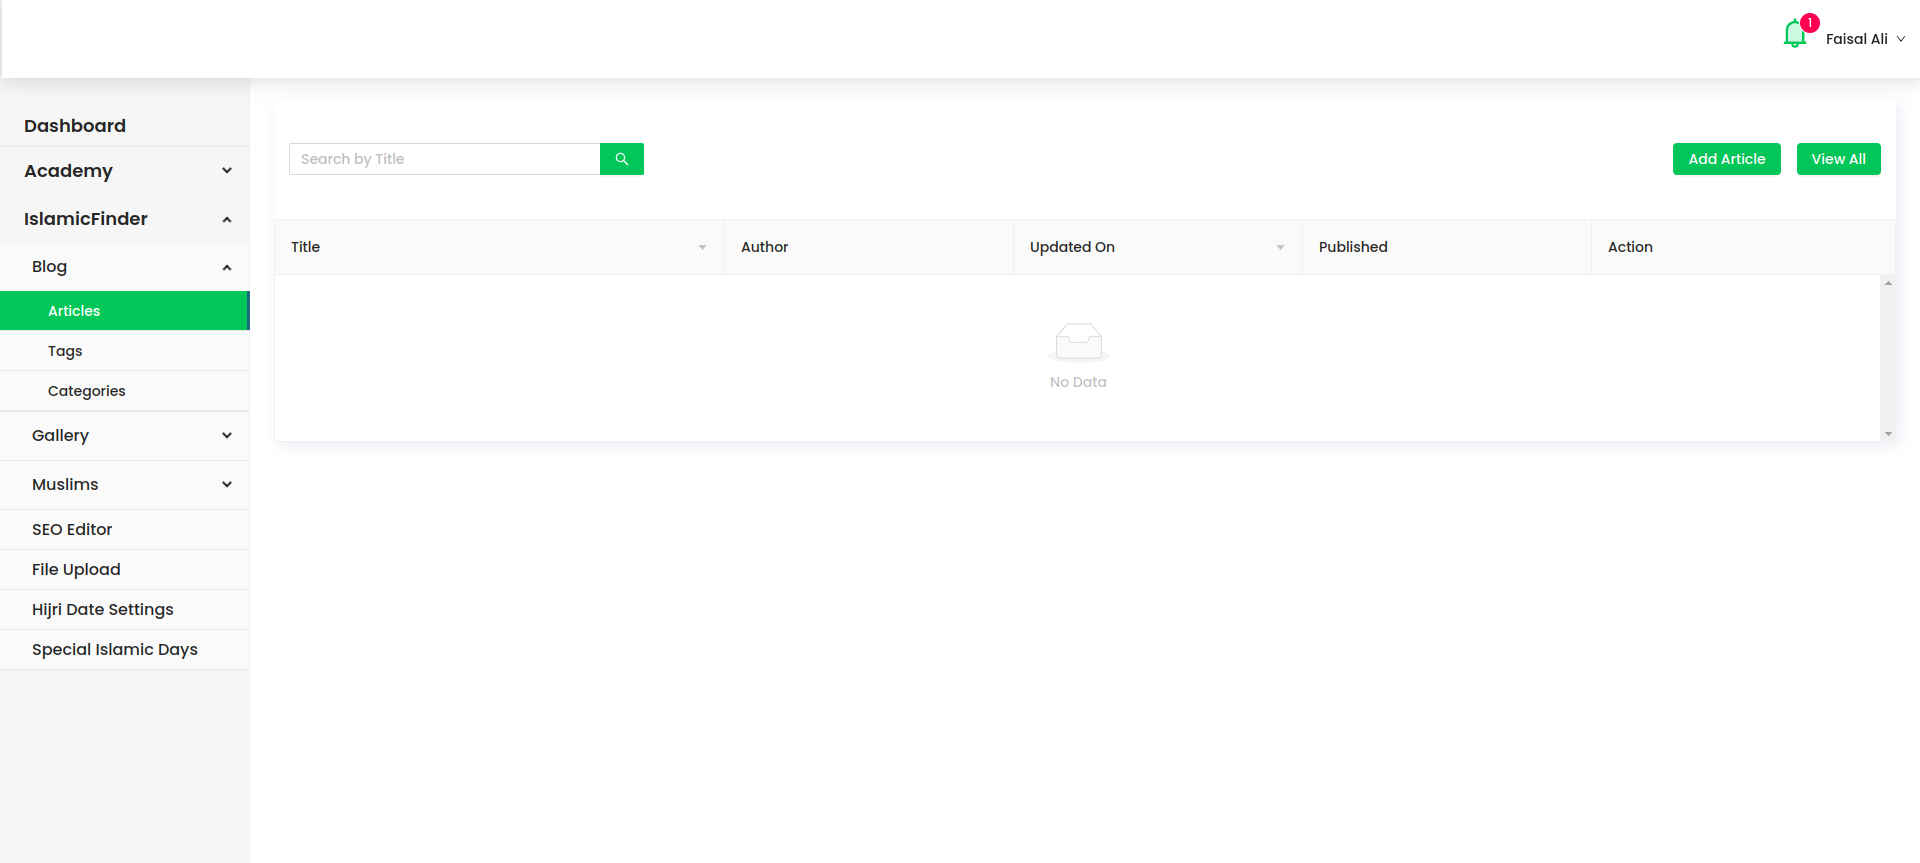 1
Faisal Ali
Dashboard
Academy
IslamicFinder
Blog
Articles
Tags
Categories
Gallery
Muslims
SEO Editor
File Upload
Hijri Date Settings
Special Islamic Days
Search by Title
Add Article View All
Title Author Updated On Published Action
No Data